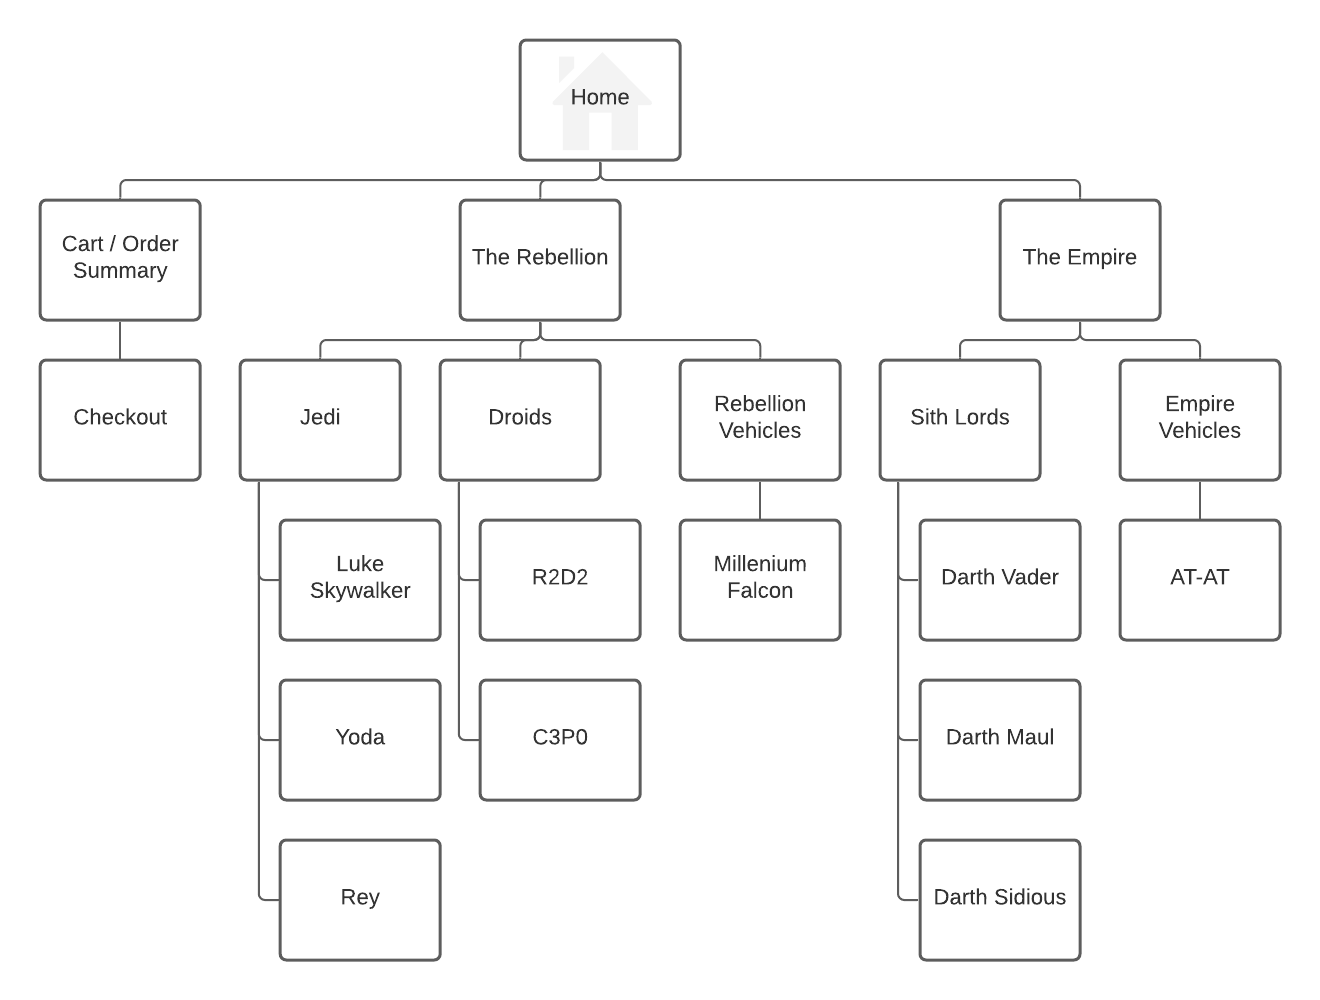 Home
Cart / Order
Summary
The Rebellion
The Empire
Checkout
Jedi
Droids
Rebellion
Vehicles
Sith Lords
Empire
Vehicles
Luke
Skywalker
R2D2
Millenium
Falcon
Darth Vader
AT-AT
Yoda
C3P0
Darth Maul
Rey
Darth Sidious